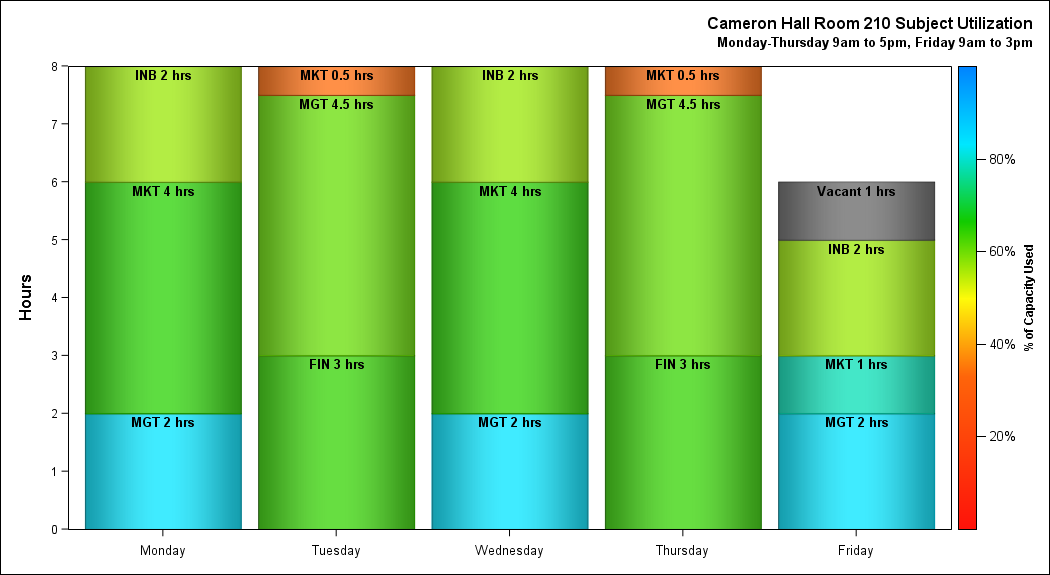 Cameron Hall Room 210 Subject Utilization
Monday-Thursday 9am to 5pm, Friday 9am to 3pm
Hours
8
7
6
5
4
3
2
1
0
INB 2 hrs
MKT 4 hrs
MGT 2 hrs
MKT 0.5 hrs
MGT 4.5 hrs
FIN 3 hrs
INB 2 hrs
MKT 4 hrs
MGT 2 hrs
MKT 0.5 hrs
MGT 4.5 hrs
FIN 3 hrs
Vacant 1 hrs
INB 2 hrs
MKT 1 hrs
MGT 2 hrs
Monday
Tuesday
Wednesday
Thursday
Friday
80%
60%
40%
20%
% of Capacity Used